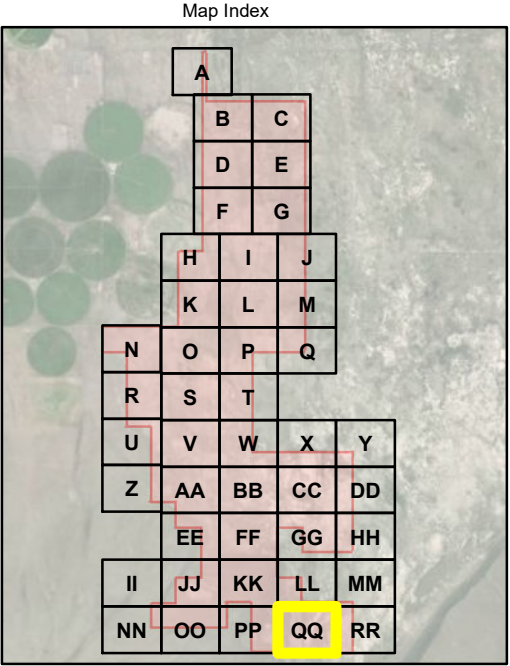 Map Index
A
B C
D E
F G
H I J
K L M
N O P Q
R S T
U V W X Y
Z AA BB CC DD
EE FF GG HH
II JJ KK LL MM
NN OO PP QQ RR